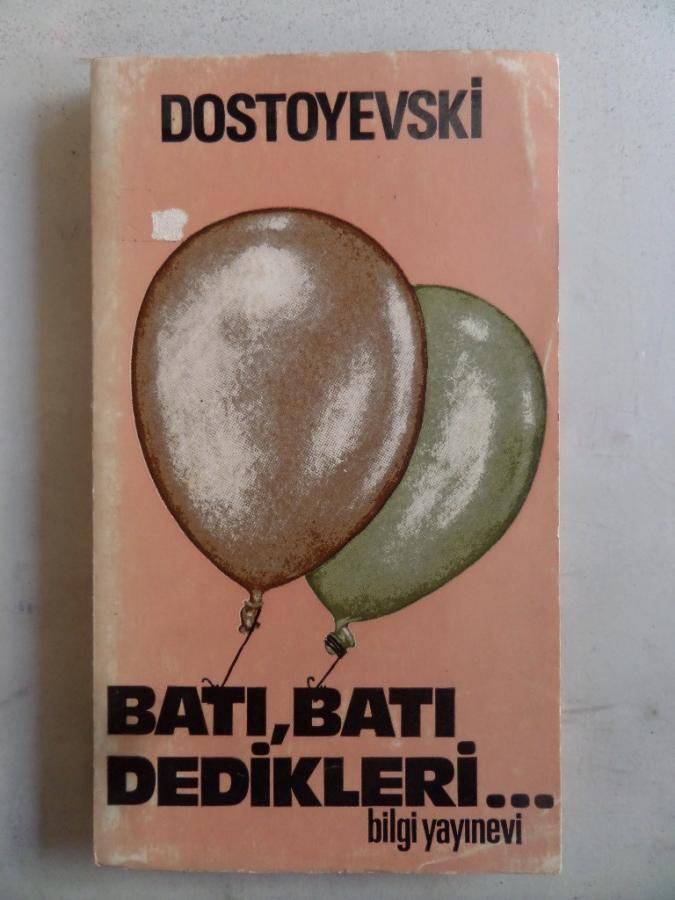 DOSTOYEVSKİ
BATI, BATI
DEDİKLERİ...
bilgi yayınevi